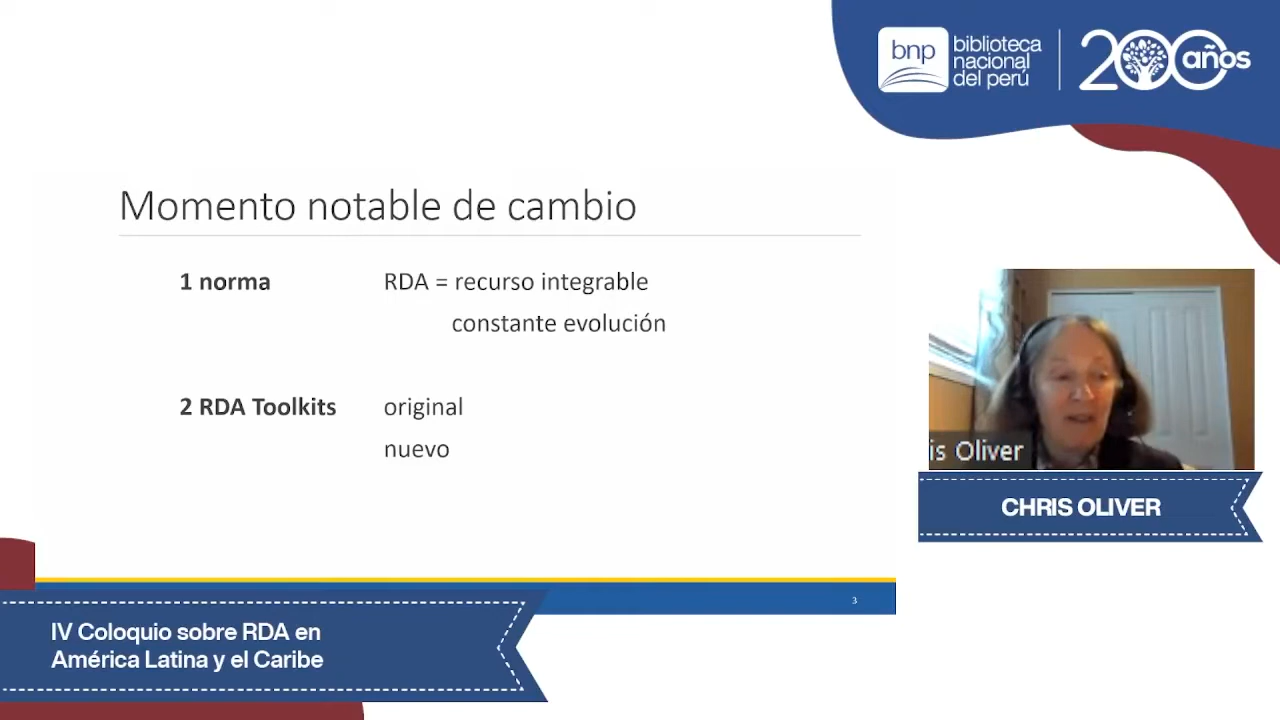 bnp
biblioteca
nacional
del perú
200 años
Momento notable de cambio
1 norma RDA = recurso integrable
constante evolución
2 RDA Toolkits original
nuevo
is Oliver
CHRIS OLIVER
3
IV Coloquio sobre RDA en
América Latina y el Caribe